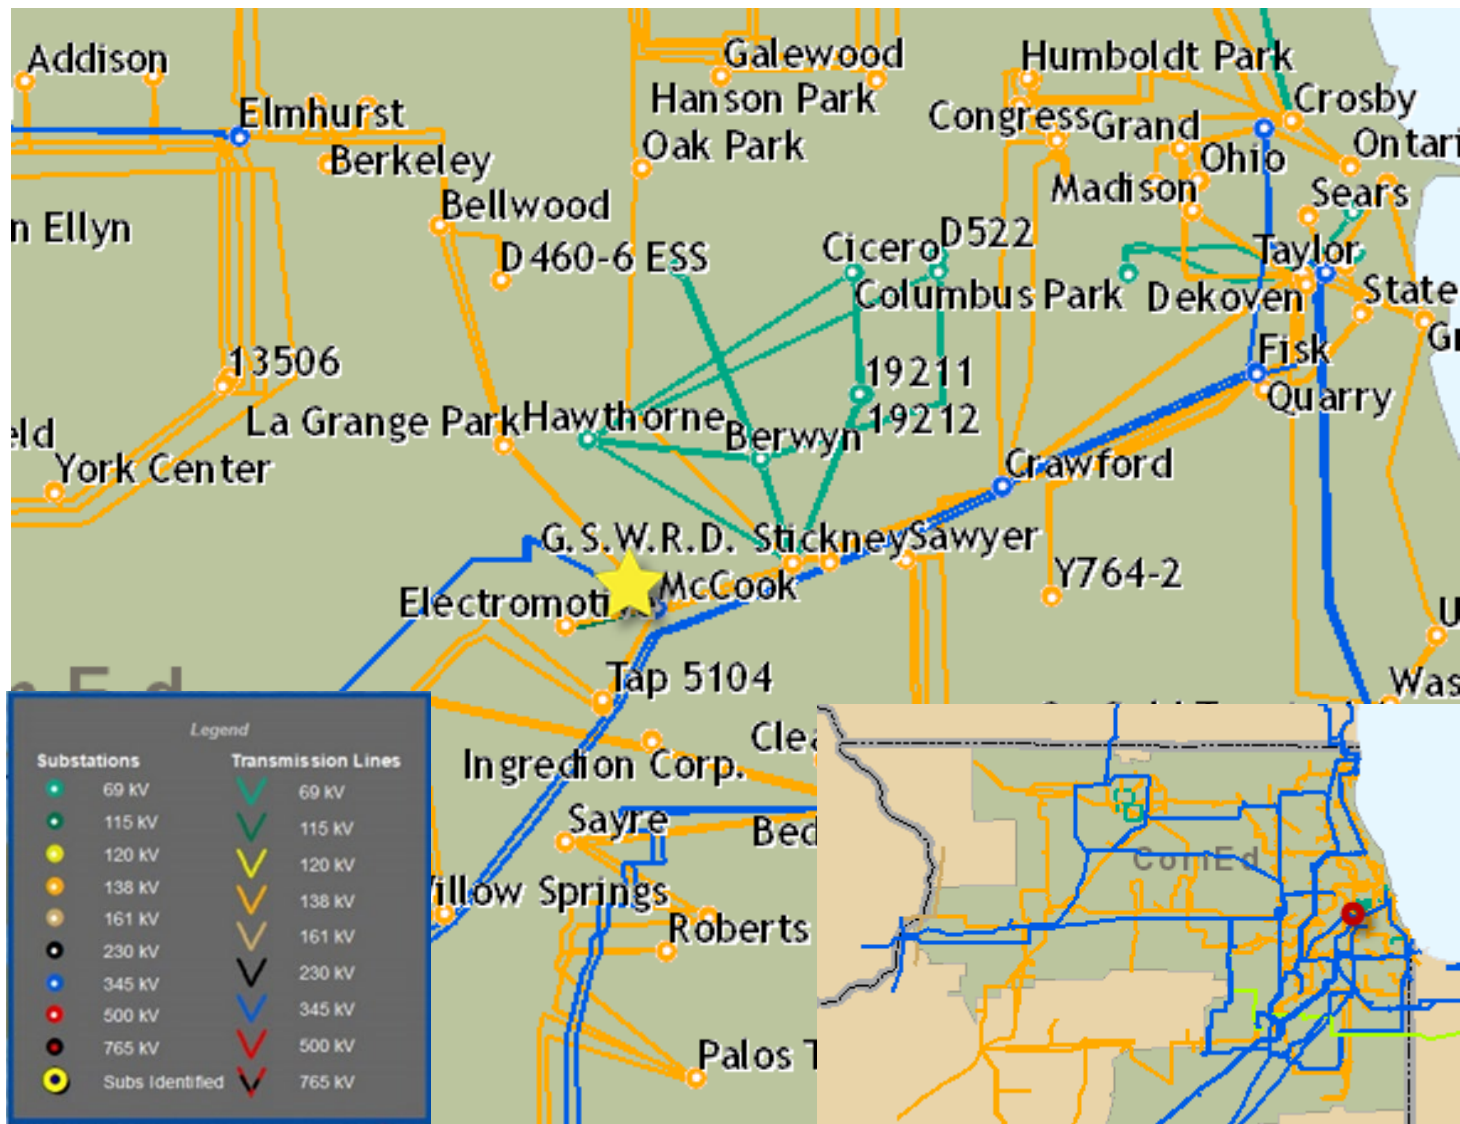 Addison
Galewood
Humboldt Park
Hanson Park
Crosby
Elmhurst
Congress
Grand
Oak Park
Ohio
Ontari
Berkeley
Madison
Sears
Bellwood
n Ellyn
D460-6 ESS
Cicero
D522
Taylor
Columbus Park
Dekoven
State
Gr
13506
Fisk
19211
Quarry
La Grange Park
Hawthorne
19212
Berwyn
eld
York Center
Crawford
G.S.W.R.D. Stickney
Sawyer
McCook
Y764-2
Electromoti
U
Tap 5104
Was
Clea
Ingredion Corp.
Sayre
Bed
Willow Springs
Roberts
Palos T
Legend
Substations
Transmission Lines
69 kV
69 kV
115 kV
115 kV
120 kV
120 kV
138 kV
138 kV
161 kV
161 kV
230 kV
230 kV
345 kV
345 kV
500 kV
500 kV
765 kV
Subs Identified
765 kV
ComEd